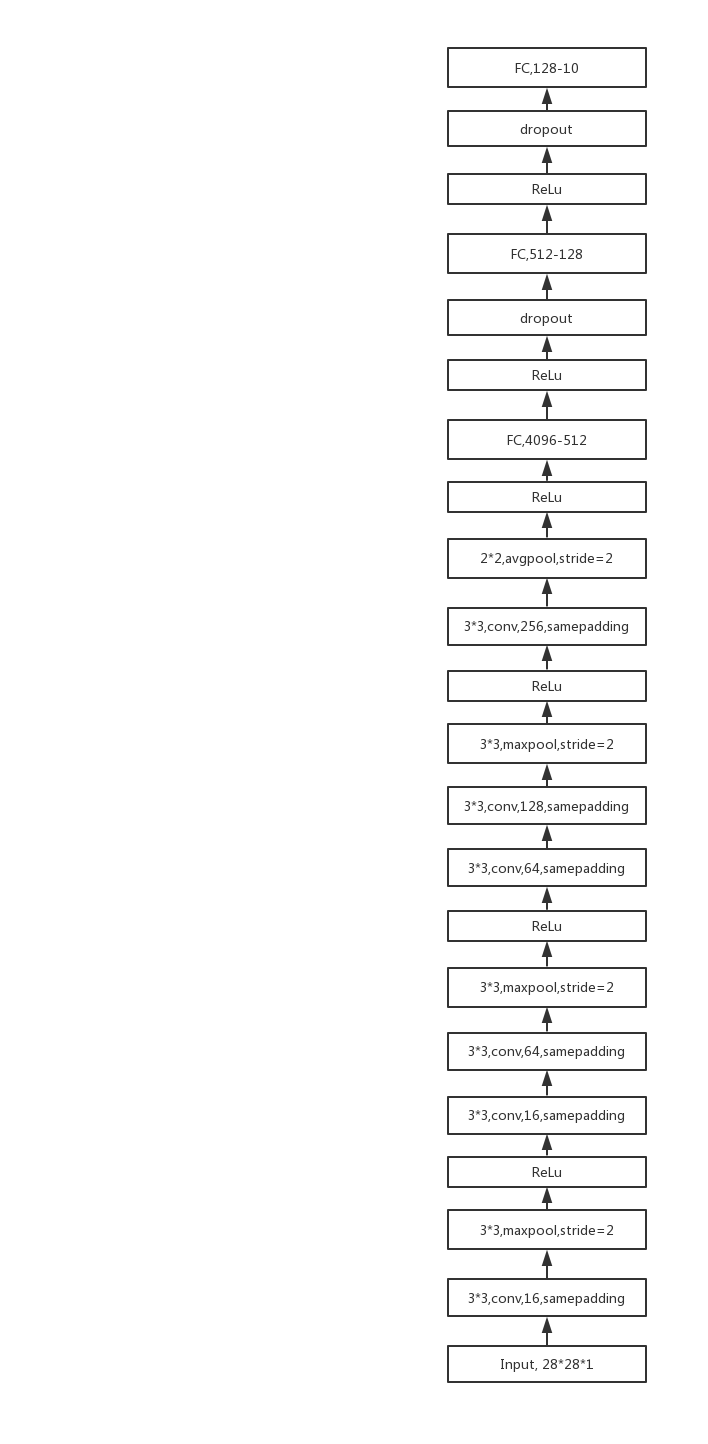 FC,128-10
dropout
ReLu
FC,512-128
dropout
ReLu
FC,4096-512
ReLu
2*2,avgpool,stride=2
3*3,conv,256,samepadding
ReLu
3*3,maxpool,stride=2
3*3,conv,128,samepadding
3*3,conv,64,samepadding
ReLu
3*3,maxpool,stride=2
3*3,conv,64,samepadding
3*3,conv,16,samepadding
ReLu
3*3,maxpool,stride=2
3*3,conv,16,samepadding
Input, 28*28*1